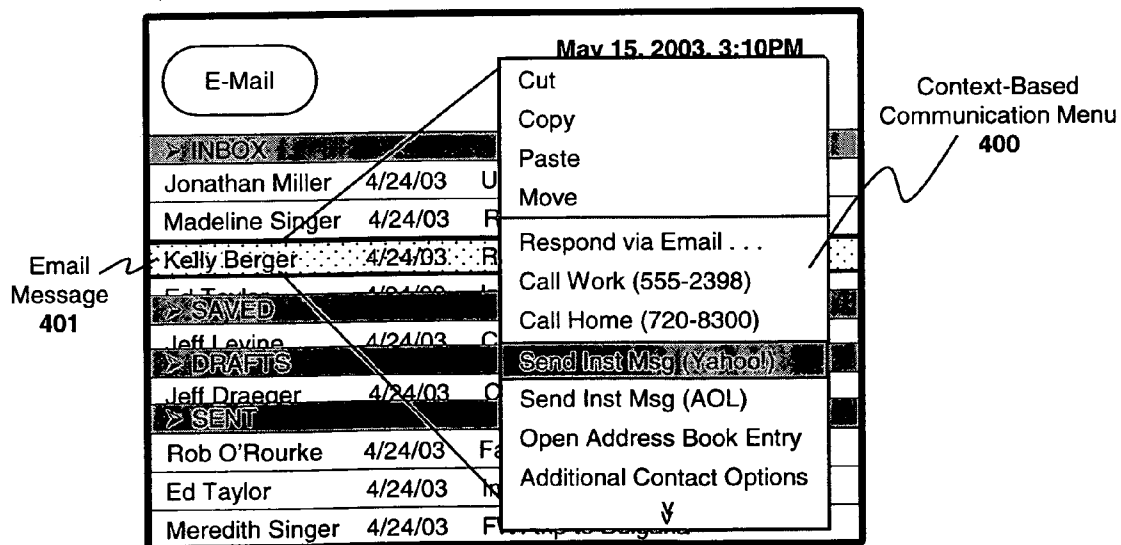 May 15, 2003, 3:10PM
E-Mail
Cut
Copy
Paste
Move
Respond via Email . . .
Call Work (555-2398)
Call Home (720-8300)
Send Inst Msg (Yahoo!)
Send Inst Msg (AOL)
Open Address Book Entry
Additional Contact Options
> INBOX
Jonathan Miller 4/24/03 U
Madeline Singer 4/24/03 R
Kelly Berger 4/24/03 R
Ed Taylor
> SAVED
Jeff Levine 4/24/03 C
> DRAFTS
Jeff Draeger 4/24/03 O
> SENT
Rob O'Rourke 4/24/03 Fa
Ed Taylor 4/24/03 In
Meredith Singer 4/24/03
Context-Based
Communication Menu
400
Email
Message
401